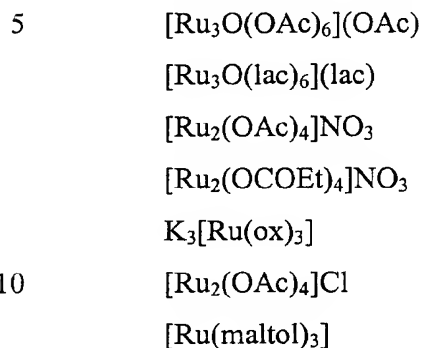 5 [Ru₃O(OAc)₆](OAc)
[Ru₃O(lac)₆](lac)
[Ru₂(OAc)₄]NO₃
[Ru₂(OCOEt)₄]NO₃
K₃[Ru(ox)₃]
10 [Ru₂(OAc)₄]Cl
[Ru(maltol)₃]